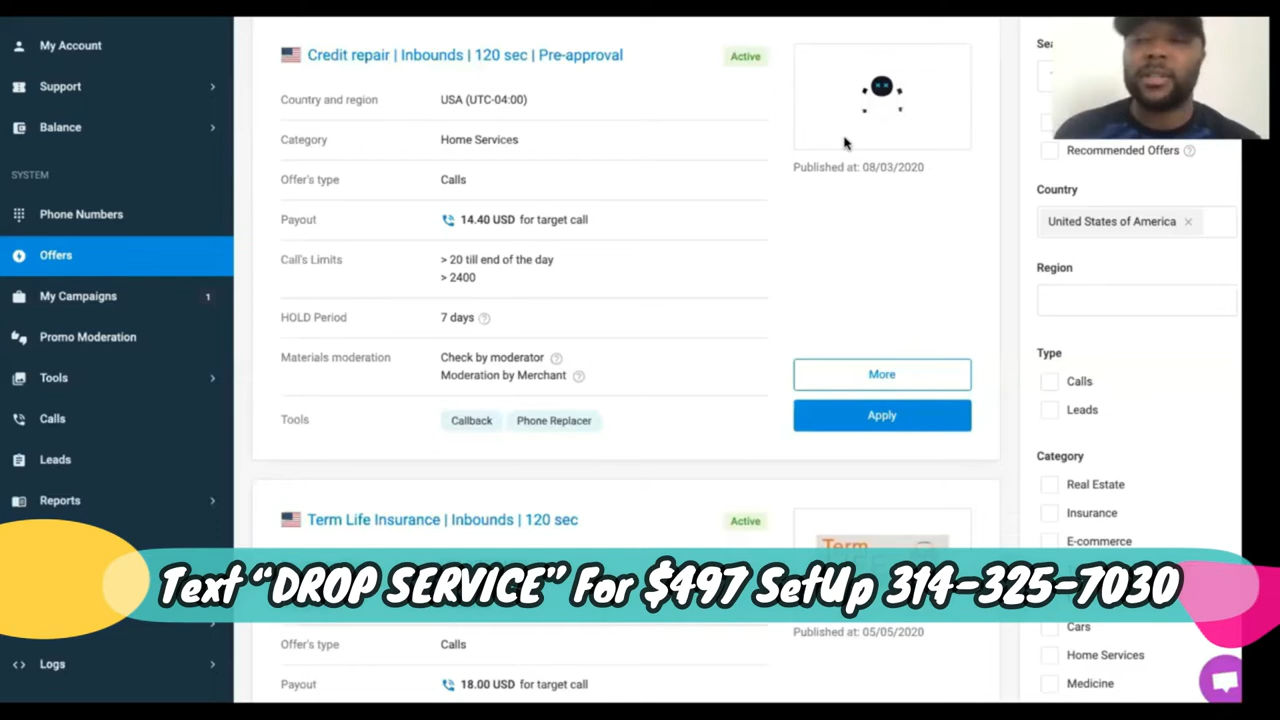 My Account
Support
Balance
SYSTEM
Phone Numbers
Offers
My Campaigns 1
Promo Moderation
Tools
Calls
Leads
Reports
Logs
Credit repair | Inbounds | 120 sec | Pre-approval
Active
Country and region USA (UTC-04:00)
Category Home Services
Offer's type Calls
Payout 14.40 USD for target call
Call's Limits > 20 till end of the day
> 2400
HOLD Period 7 days ?
Materials moderation Check by moderator ?
Moderation by Merchant ?
Tools Callback Phone Replacer
Published at: 08/03/2020
More
Apply
Term Life Insurance | Inbounds | 120 sec
Active
Term
Text “DROP SERVICE” For $497 SetUp 314-325-7030
Published at: 05/05/2020
Offer's type Calls
Payout 18.00 USD for target call
Recommended Offers ?
Country
United States of America ×
Region
Type
Calls
Leads
Category
Real Estate
Insurance
E-commerce
Cars
Home Services
Medicine